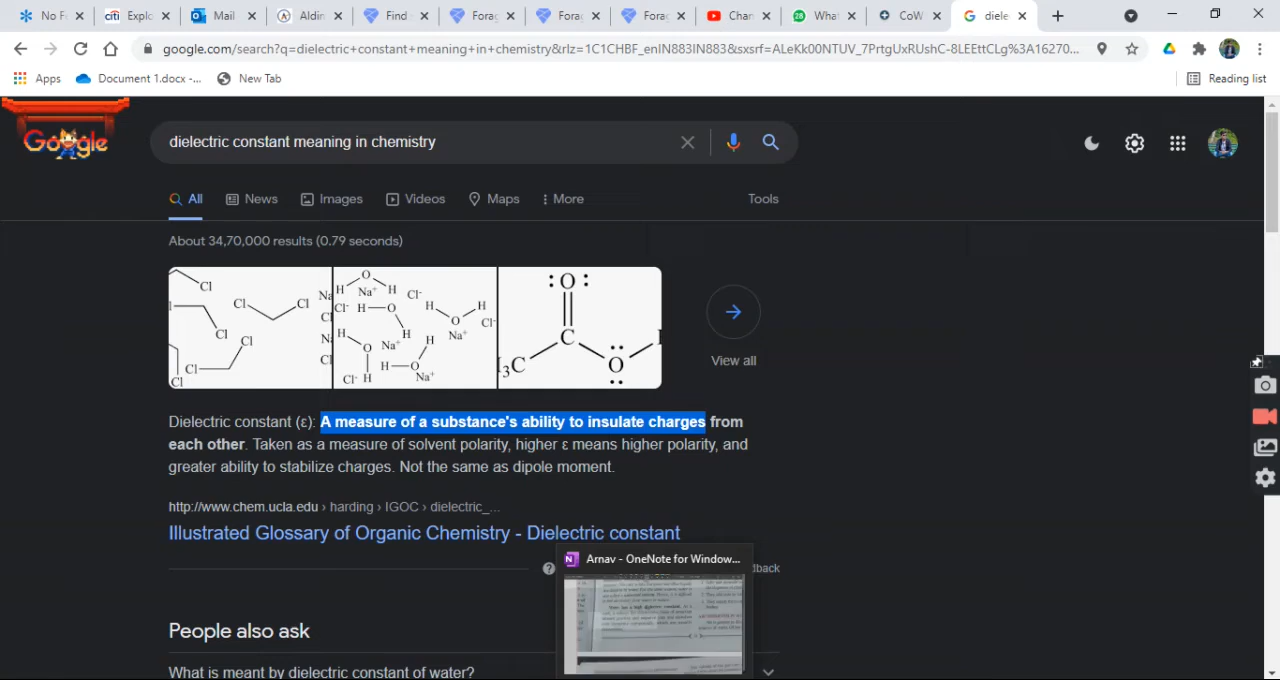 No F
Explo
Mail
Aldin
Find
Forag
Forag
Forag
Chan
What
CoW
diele
google.com/search?q=dielectric+constant+meaning+in+chemistry&rlz=1C1CHBF_enIN883IN883&sxsrf=ALeKk00NTUV_7PrtgUxRUshC-8LEEttCLg%3A16270...
Apps
Document 1.docx -...
New Tab
Reading list
Google
dielectric constant meaning in chemistry
All
News
Images
Videos
Maps
More
Tools
About 34,70,000 results (0.79 seconds)
View all
Dielectric constant (ε): A measure of a substance's ability to insulate charges from
each other. Taken as a measure of solvent polarity, higher ε means higher polarity, and
greater ability to stabilize charges. Not the same as dipole moment.
http://www.chem.ucla.edu › harding › IGOC › dielectric_...
Illustrated Glossary of Organic Chemistry - Dielectric constant
Arnav - OneNote for Window...
dback
People also ask
What is meant by dielectric constant of water?